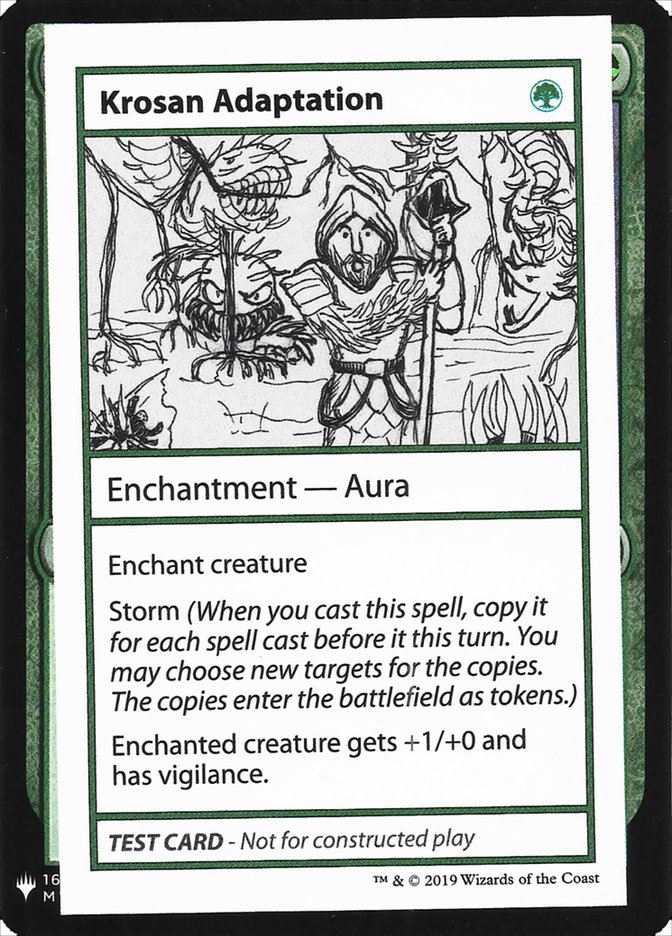 Krosan Adaptation
Enchantment — Aura
Enchant creature
Storm (When you cast this spell, copy it
for each spell cast before it this turn. You
may choose new targets for the copies.
The copies enter the battlefield as tokens.)
Enchanted creature gets +1/+0 and
has vigilance.
TEST CARD - Not for constructed play
16
M
™ & © 2019 Wizards of the Coast